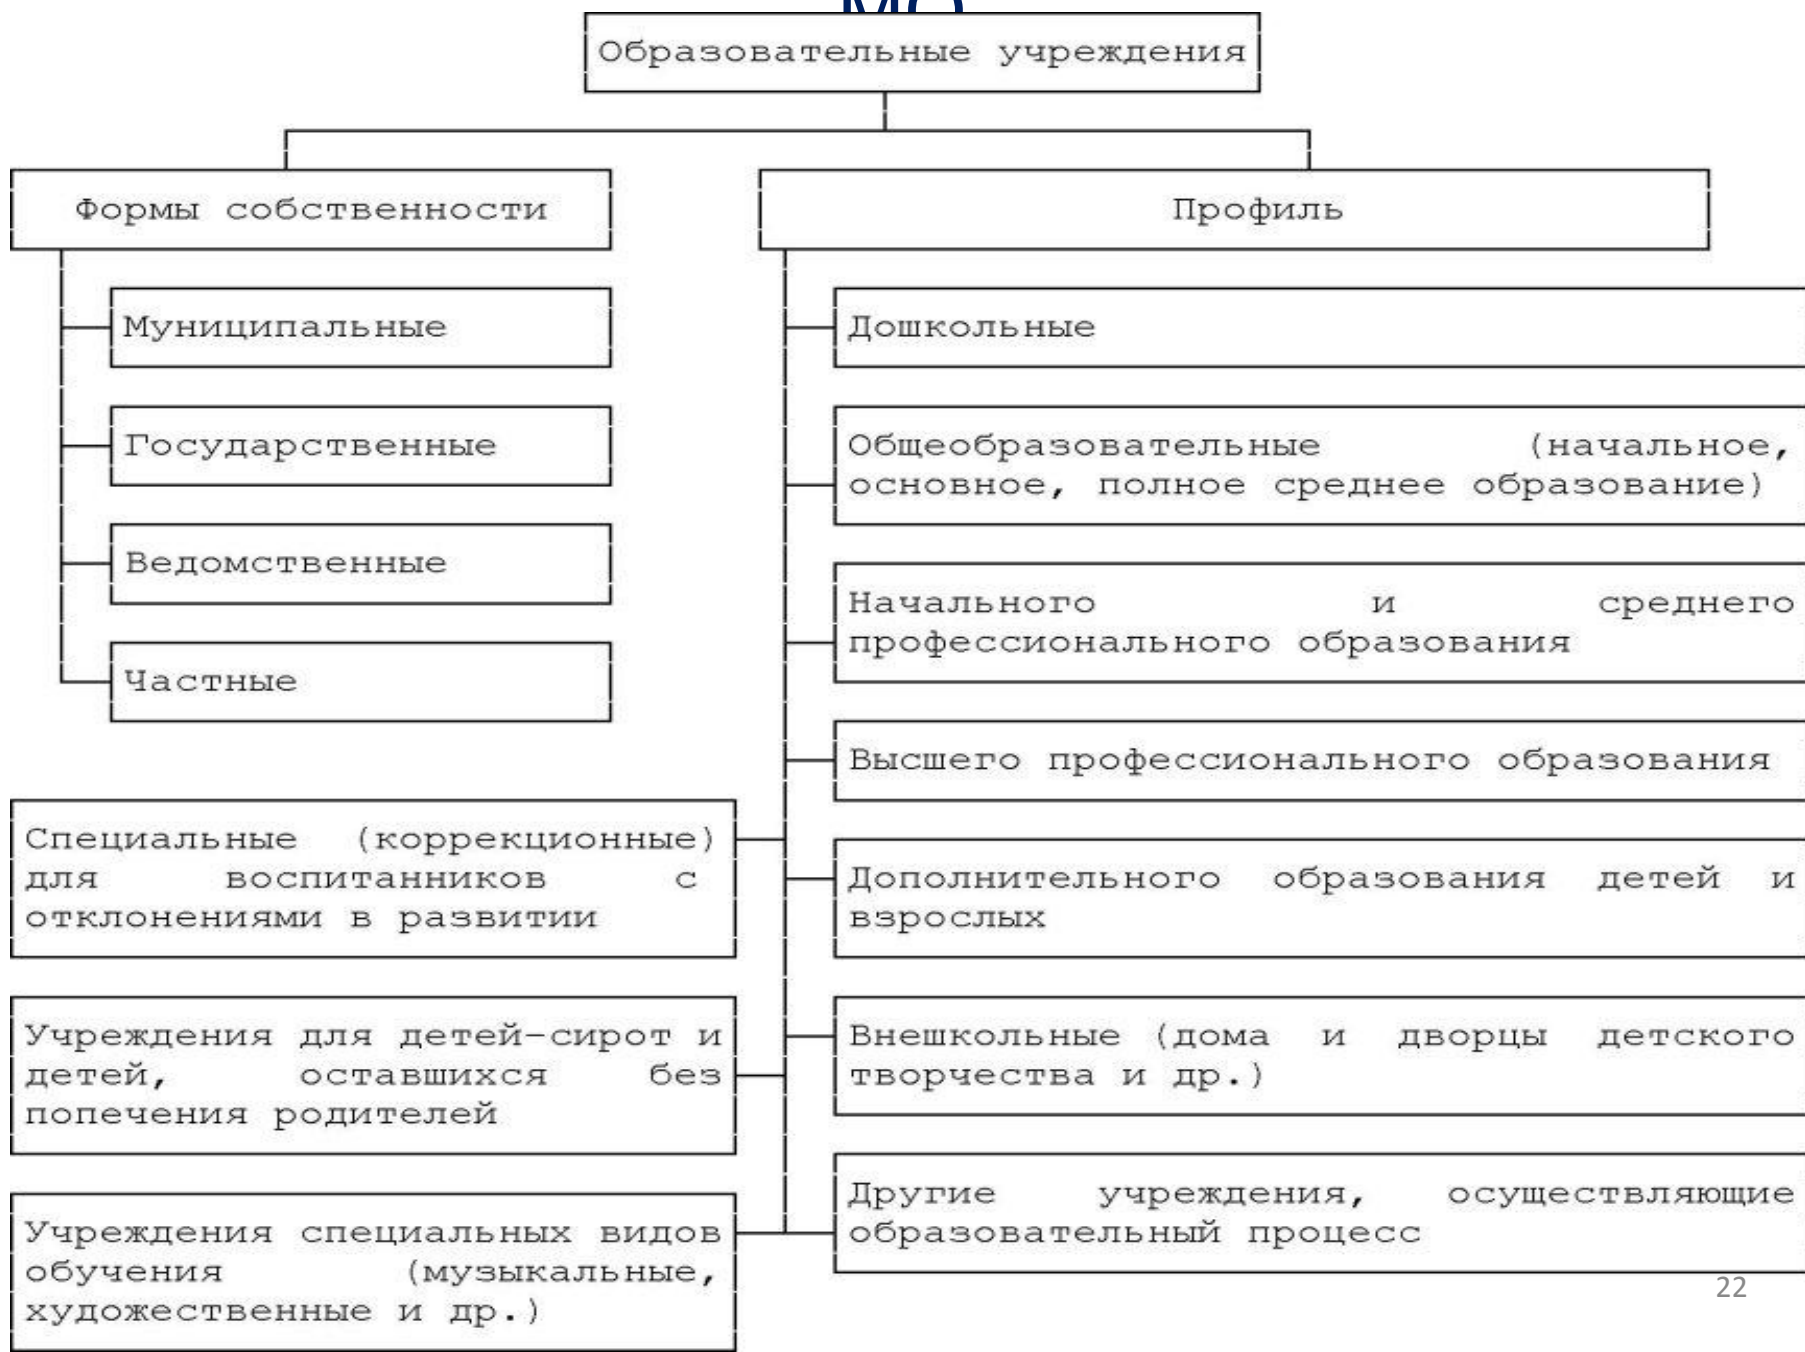 МО
Образовательные учреждения
Формы собственности
Профиль
Муниципальные
Дошкольные
Государственные
Общеобразовательные (начальное,
основное, полное среднее образование)
Ведомственные
Начального и среднего
профессионального образования
Частные
Высшего профессионального образования
Специальные (коррекционные)
для воспитанников с
отклонениями в развитии
Дополнительного образования детей и
взрослых
Учреждения для детей-сирот и
детей, оставшихся без
попечения родителей
Внешкольные (дома и дворцы детского
творчества и др.)
Другие учреждения, осуществляющие
образовательный процесс
Учреждения специальных видов
обучения (музыкальные,
художественные и др.)
22